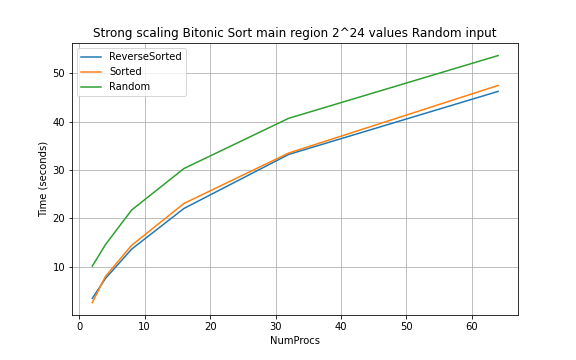 Strong scaling Bitonic Sort main region 2^24 values Random input
ReverseSorted
Sorted
Random
50
40
30
20
10
Time (seconds)
0 10 20 30 40 50 60
NumProcs